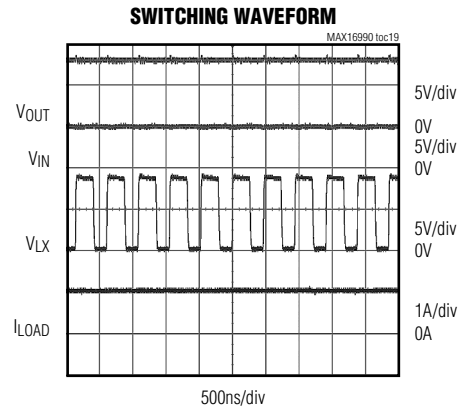 SWITCHING WAVEFORM
MAX16990 toc19
VOUT
5V/div
0V
VIN
5V/div
0V
VLX
5V/div
0V
ILOAD
1A/div
0A
500ns/div